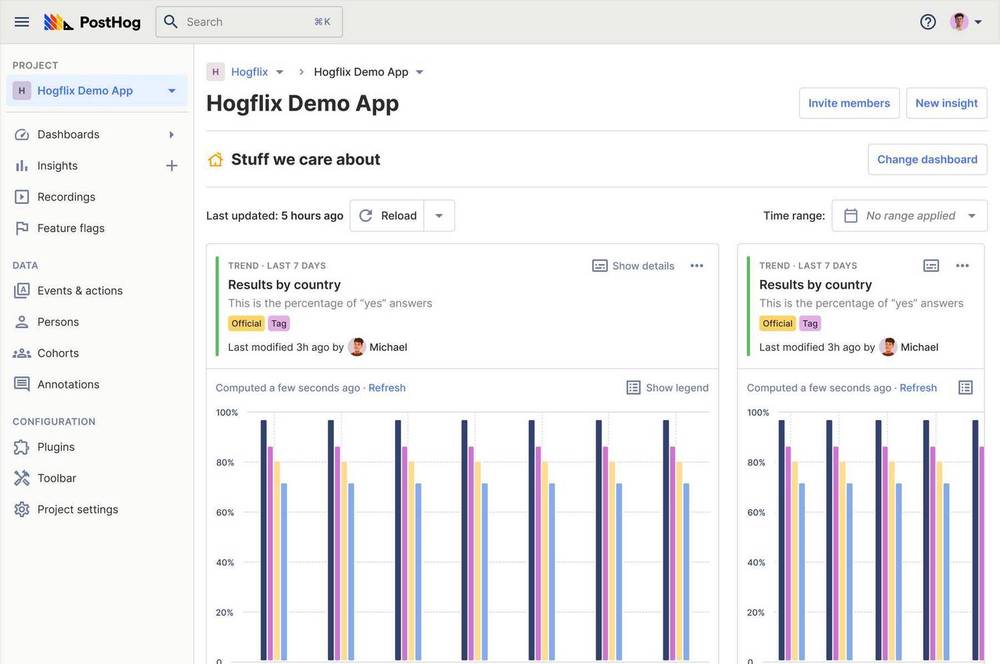 PostHog
Search ⌘K
PROJECT
H Hogflix Demo App
Dashboards
Insights
Recordings
Feature flags
DATA
Events & actions
Persons
Cohorts
Annotations
CONFIGURATION
Plugins
Toolbar
Project settings
H Hogflix Hogflix Demo App
Hogflix Demo App
Invite members
New insight
Stuff we care about
Change dashboard
Last updated: 5 hours ago
Reload
Time range:
No range applied
TREND · LAST 7 DAYS
Show details
Results by country
This is the percentage of “yes” answers
Official Tag
Last modified 3h ago by Michael
Computed a few seconds ago · Refresh
Show legend
100%
80%
60%
40%
20%
0
TREND · LAST 7 DAYS
Results by country
This is the percentage of “yes” answers
Official Tag
Last modified 3h ago by Michael
Computed a few seconds ago · Refresh
100%
80%
60%
40%
20%
0